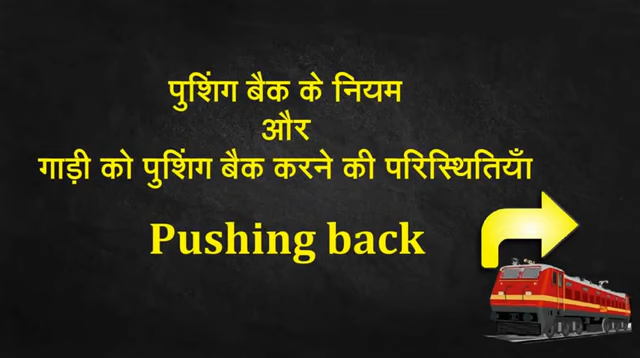 पुशिंग बैक के नियम
और
गाड़ी को पुशिंग बैक करने की परिस्थितियाँ
Pushing back